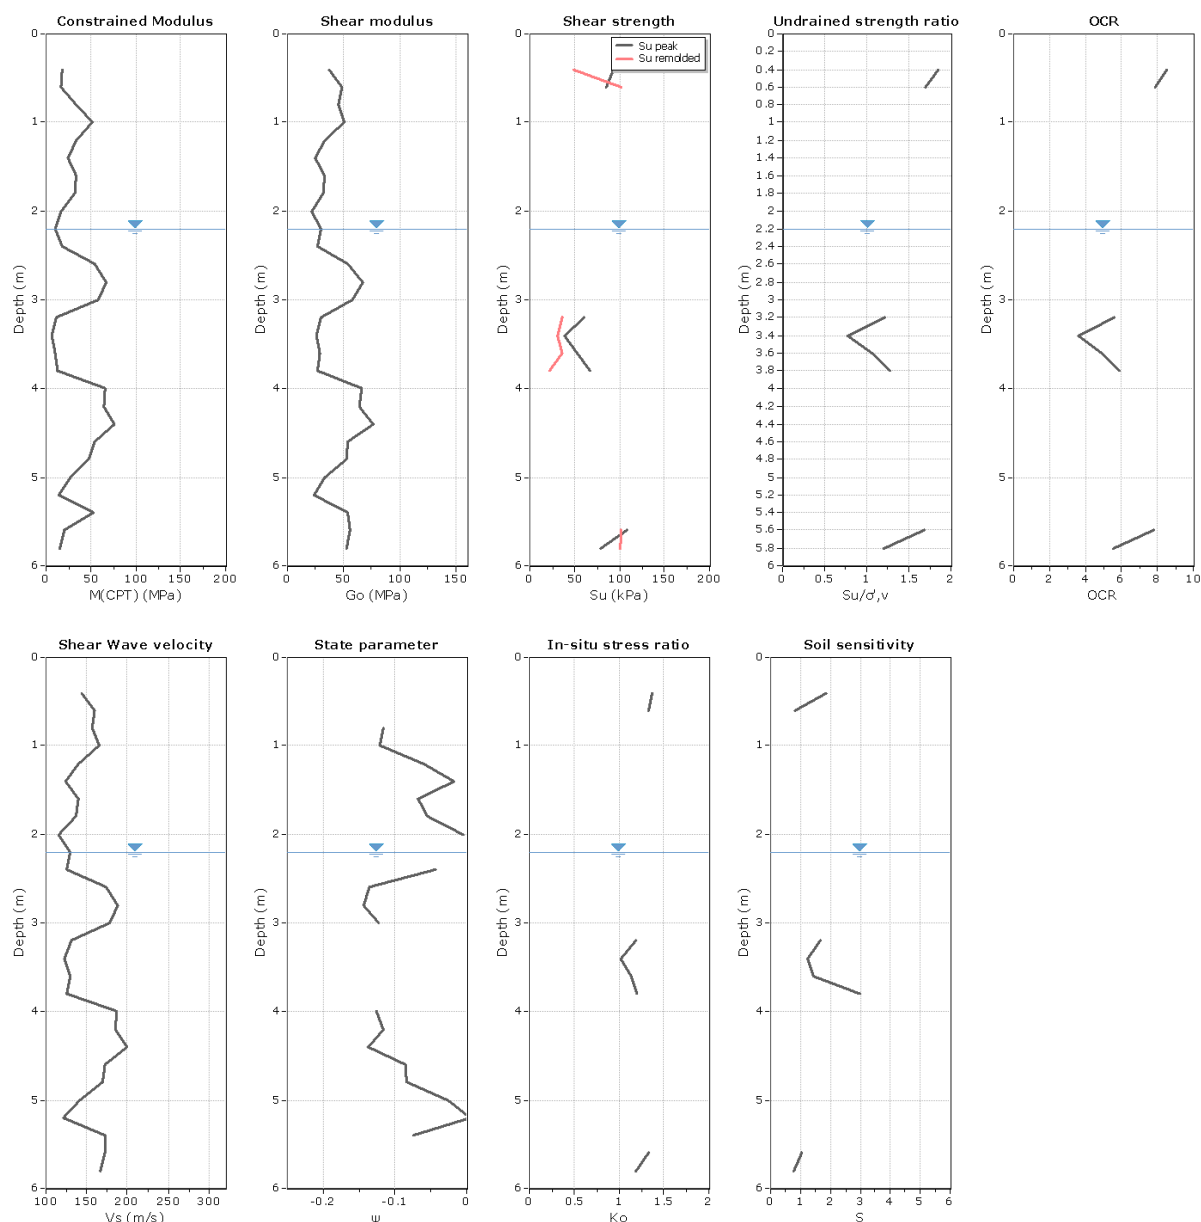 Constrained Modulus
0
1
2
3
4
5
6
Depth (m)
0 50 100 150 200
M(CPT) (MPa)
Shear modulus
0
1
2
3
4
5
6
Depth (m)
0 50 100 150
Go (MPa)
Shear strength
Su peak
Su remolded
0
1
2
3
4
5
6
Depth (m)
0 50 100 150 200
Su (kPa)
Undrained strength ratio
0
0.2
0.4
0.6
0.8
1
1.2
1.4
1.6
1.8
2
2.2
2.4
2.6
2.8
3
3.2
3.4
3.6
3.8
4
4.2
4.4
4.6
4.8
5
5.2
5.4
5.6
5.8
Depth (m)
0 0.5 1 1.5 2
Su/σ',v
OCR
0
1
2
3
4
5
6
Depth (m)
0 2 4 6 8 10
OCR
Shear Wave velocity
0
1
2
3
4
5
6
Depth (m)
100 150 200 250 300
Vs (m/s)
State parameter
0
1
2
3
4
5
6
Depth (m)
-0.2 -0.1 0
ψ
In-situ stress ratio
0
1
2
3
4
5
6
Depth (m)
0 0.5 1 1.5 2
Ko
Soil sensitivity
0
1
2
3
4
5
6
Depth (m)
0 1 2 3 4 5 6
S